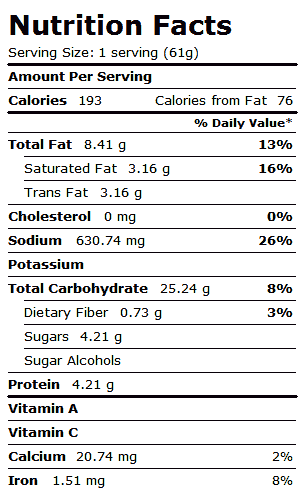 Nutrition Facts
Serving Size: 1 serving (61g)
Amount Per Serving
Calories 193 Calories from Fat 76
% Daily Value*
Total Fat 8.41 g 13%
Saturated Fat 3.16 g 16%
Trans Fat 3.16 g
Cholesterol 0 mg 0%
Sodium 630.74 mg 26%
Potassium
Total Carbohydrate 25.24 g 8%
Dietary Fiber 0.73 g 3%
Sugars 4.21 g
Sugar Alcohols
Protein 4.21 g
Vitamin A
Vitamin C
Calcium 20.74 mg 2%
Iron 1.51 mg 8%